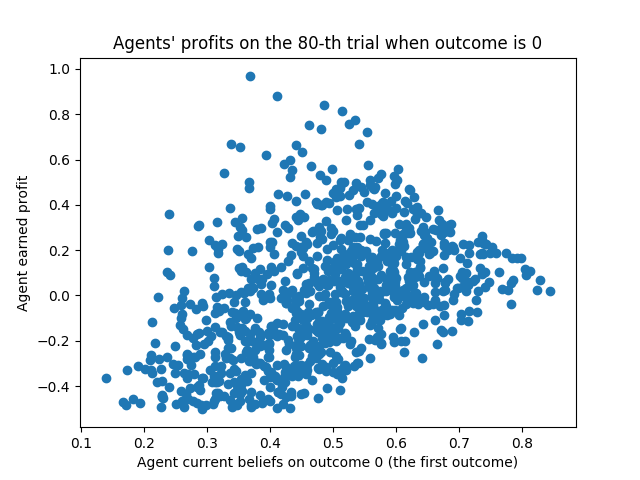 Agents' profits on the 80-th trial when outcome is 0
Agent earned profit
1.0
0.8
0.6
0.4
0.2
0.0
−0.2
−0.4
0.1 0.2 0.3 0.4 0.5 0.6 0.7 0.8
Agent current beliefs on outcome 0 (the first outcome)